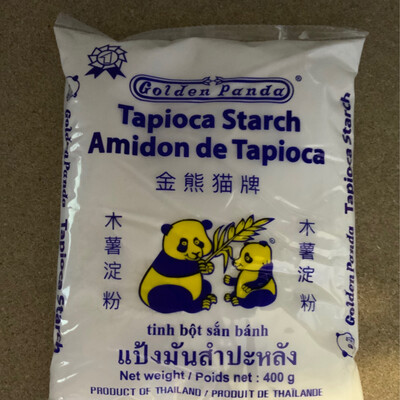 Golden Panda
Tapioca Starch
Amidon de Tapioca
金熊猫牌
木薯淀粉
木薯淀粉
tinh bột sắn bánh
แป้งมันสำปะหลัง
Net weight / Poids net : 400 g
PRODUCT OF THAILAND / PRODUIT DE THAÏLANDE
Golden Panda Tapioca Starch
Golden Panda Tapioca Starch